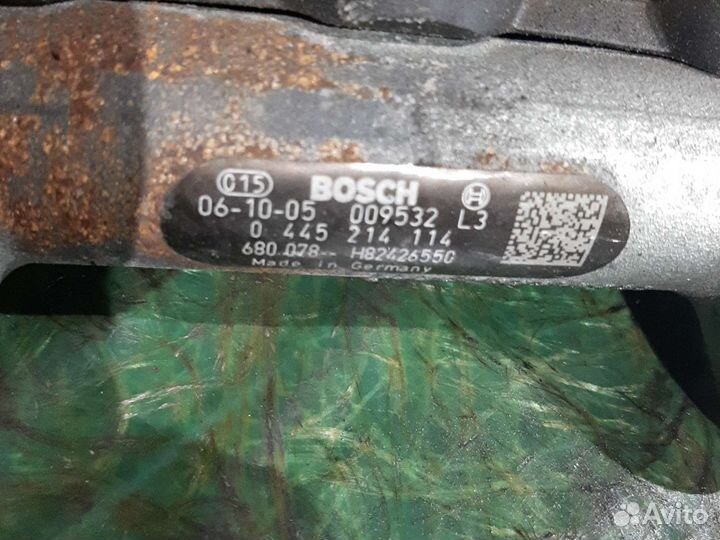 015 BOSCH
06-10-05 009532 L3
0 445 214 114
680.078-- H82426550
Made in Germany
Avito